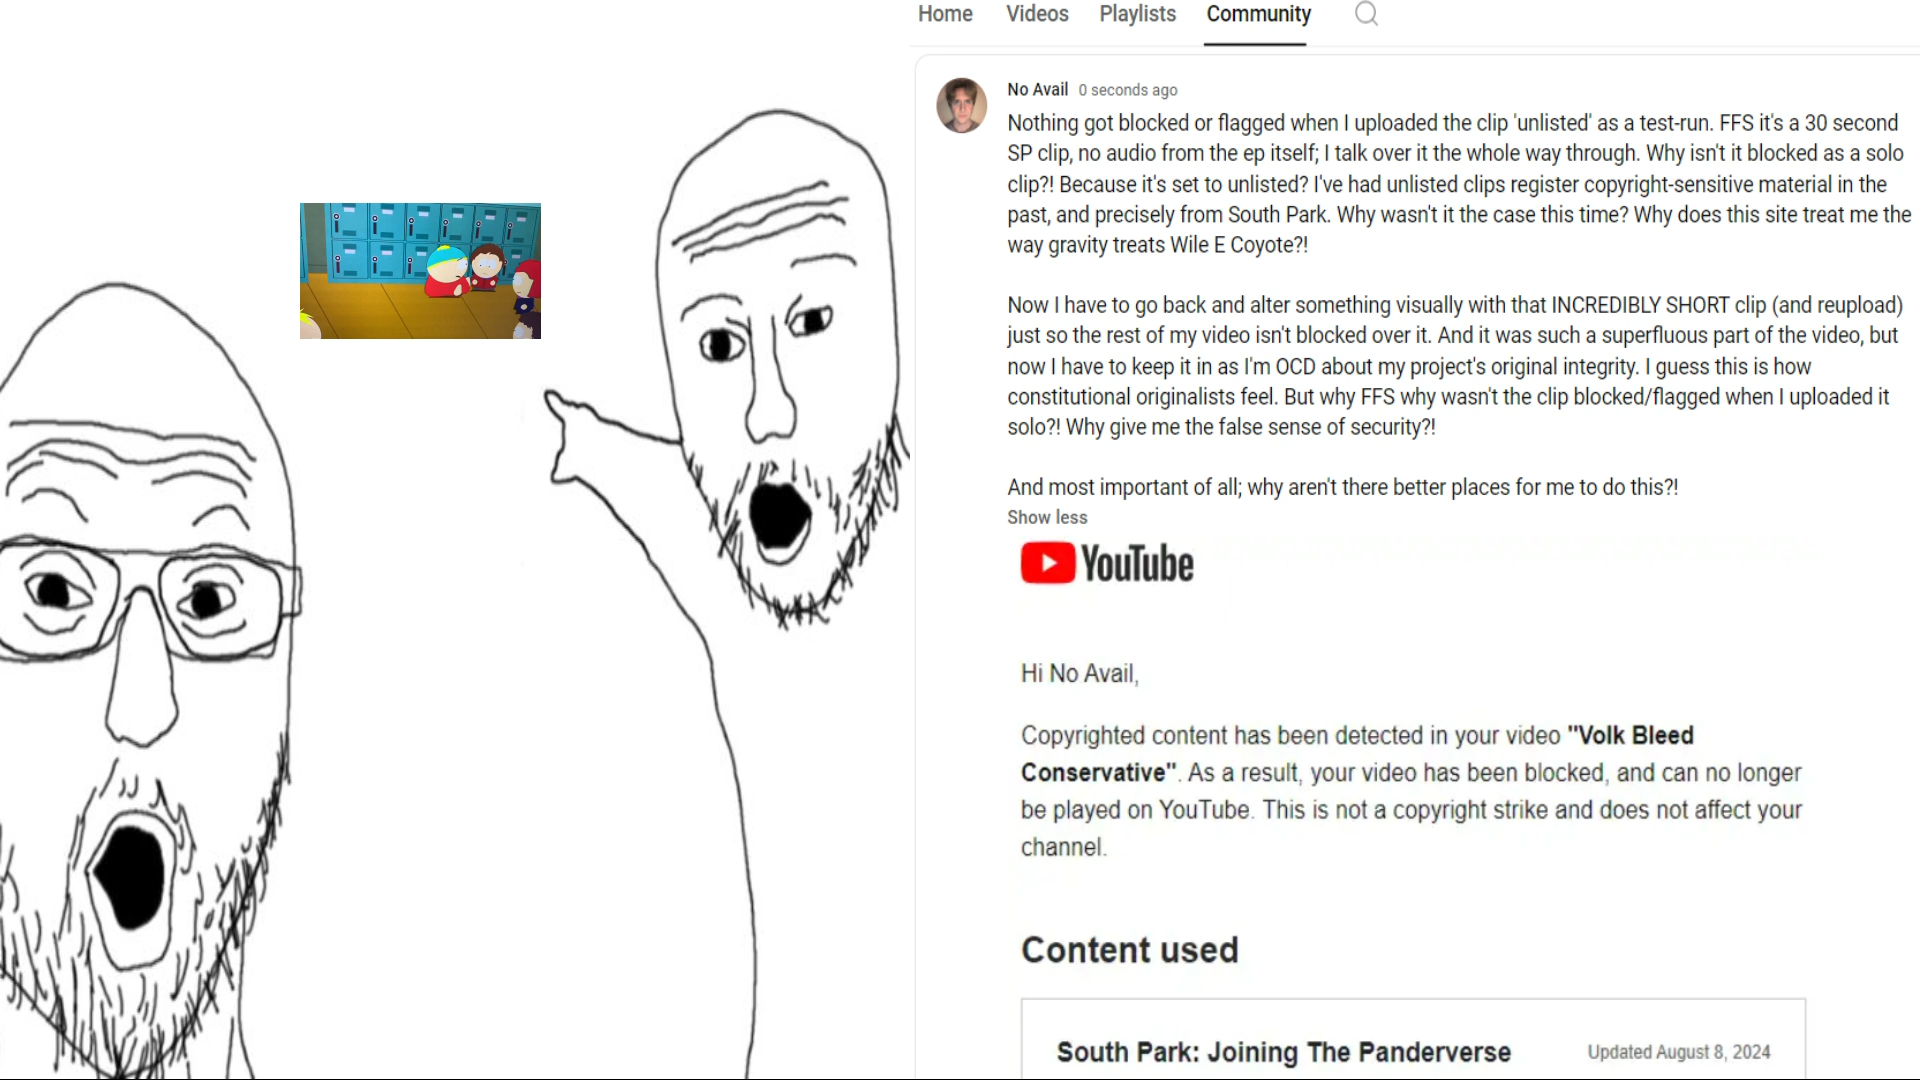 Home Videos Playlists Community
No Avail 0 seconds ago
Nothing got blocked or flagged when I uploaded the clip 'unlisted' as a test-run. FFS it's a 30 second
SP clip, no audio from the ep itself; I talk over it the whole way through. Why isn't it blocked as a solo
clip?! Because it's set to unlisted? I've had unlisted clips register copyright-sensitive material in the
past, and precisely from South Park. Why wasn't it the case this time? Why does this site treat me the
way gravity treats Wile E Coyote?!
Now I have to go back and alter something visually with that INCREDIBLY SHORT clip (and reupload)
just so the rest of my video isn't blocked over it. And it was such a superfluous part of the video, but
now I have to keep it in as I'm OCD about my project's original integrity. I guess this is how
constitutional originalists feel. But why FFS why wasn't the clip blocked/flagged when I uploaded it
solo?! Why give me the false sense of security?!
And most important of all; why aren't there better places for me to do this?!
Show less
YouTube
Hi No Avail,
Copyrighted content has been detected in your video "Volk Bleed
Conservative". As a result, your video has been blocked, and can no longer
be played on YouTube. This is not a copyright strike and does not affect your
channel.
Content used
South Park: Joining The Panderverse Updated August 8, 2024